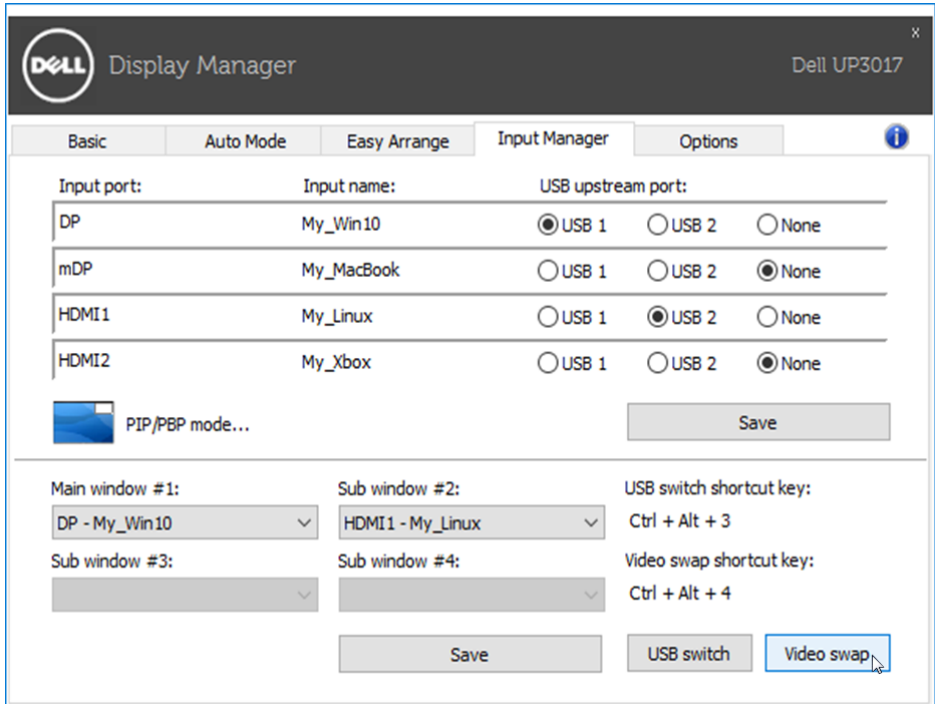 x
DELL Display Manager Dell UP3017
Basic Auto Mode Easy Arrange Input Manager Options i
Input port: Input name: USB upstream port:
DP My_Win10 USB 1 USB 2 None
mDP My_MacBook USB 1 USB 2 None
HDMI1 My_Linux USB 1 USB 2 None
HDMI2 My_Xbox USB 1 USB 2 None
PIP/PBP mode... Save
Main window #1: Sub window #2: USB switch shortcut key:
DP - My_Win10 HDMI1 - My_Linux Ctrl + Alt + 3
Sub window #3: Sub window #4: Video swap shortcut key:
Ctrl + Alt + 4
Save USB switch Video swap